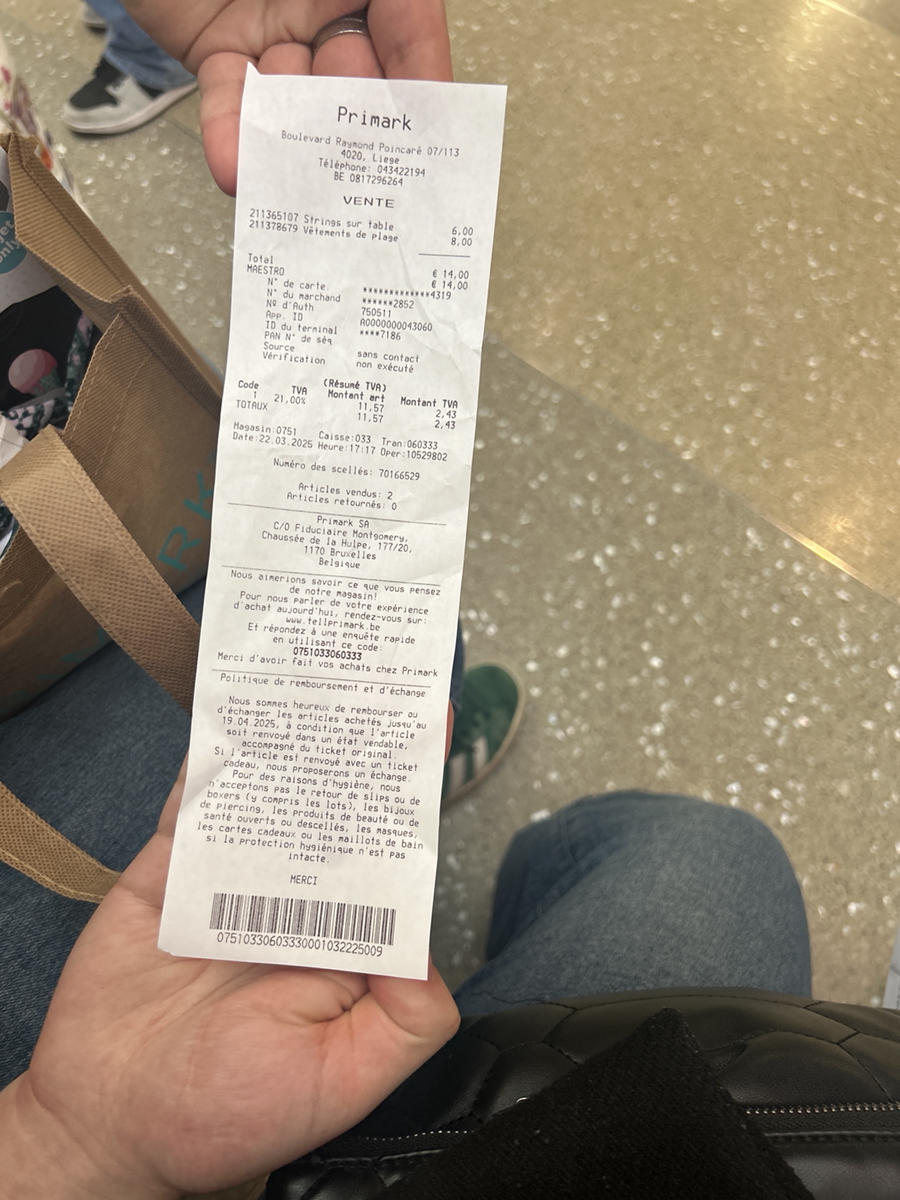 Primark
Boulevard Raymond Poincaré 07/113
4020, Liege
Téléphone: 043422194
BE 0817296264
VENTE
211365107 Strings sur table 6,00
211378679 Vêtements de plage 8,00
Total € 14,00
MAESTRO € 14,00
N° de carte. ************4319
N° du marchand ******2852
Nº d'Auth 750511
App. ID A0000000043060
ID du terminal ****7186
PAN N° de séq
Source sans contact
Vérification non exécuté
(Résumé TVA)
Code TVA Montant art Montant TVA
1 21,00% 11,57 2,43
TOTAUX 11,57 2,43
Magasin:0751 Caisse:033 Tran:060333
Date:22.03.2025 Heure:17:17 Oper:10529802
Numéro des scellés: 70166529
Articles vendus: 2
Articles retournés: 0
Primark SA
C/O Fiduciaire Montgomery,
Chaussée de la Hulpe, 177/20,
1170 Bruxelles
Belgique
Nous aimerions savoir ce que vous pensez
de notre magasin!
Pour nous parler de votre expérience
d'achat aujourd'hui, rendez-vous sur:
www.tellprimark.be
Et répondez à une enquête rapide
en utilisant ce code:
0751033060333
Merci d'avoir fait vos achats chez Primark
Politique de remboursement et d'échange
Nous sommes heureux de rembourser ou
d'échanger les articles achetés jusqu'au
19.04.2025, à condition que l'article
soit renvoyé dans un état vendable,
accompagné du ticket original.
Si l'article est renvoyé avec un ticket
cadeau, nous proposerons un échange.
Pour des raisons d'hygiène, nous
n'acceptons pas le retour de slips ou de
boxers (y compris les lots), les bijoux
de piercing, les produits de beauté ou de
santé ouverts ou descellés, les masques,
les cartes cadeaux ou les maillots de bain
si la protection hygiénique n'est pas
intacte.
MERCI
07510330603330001032225009
RK